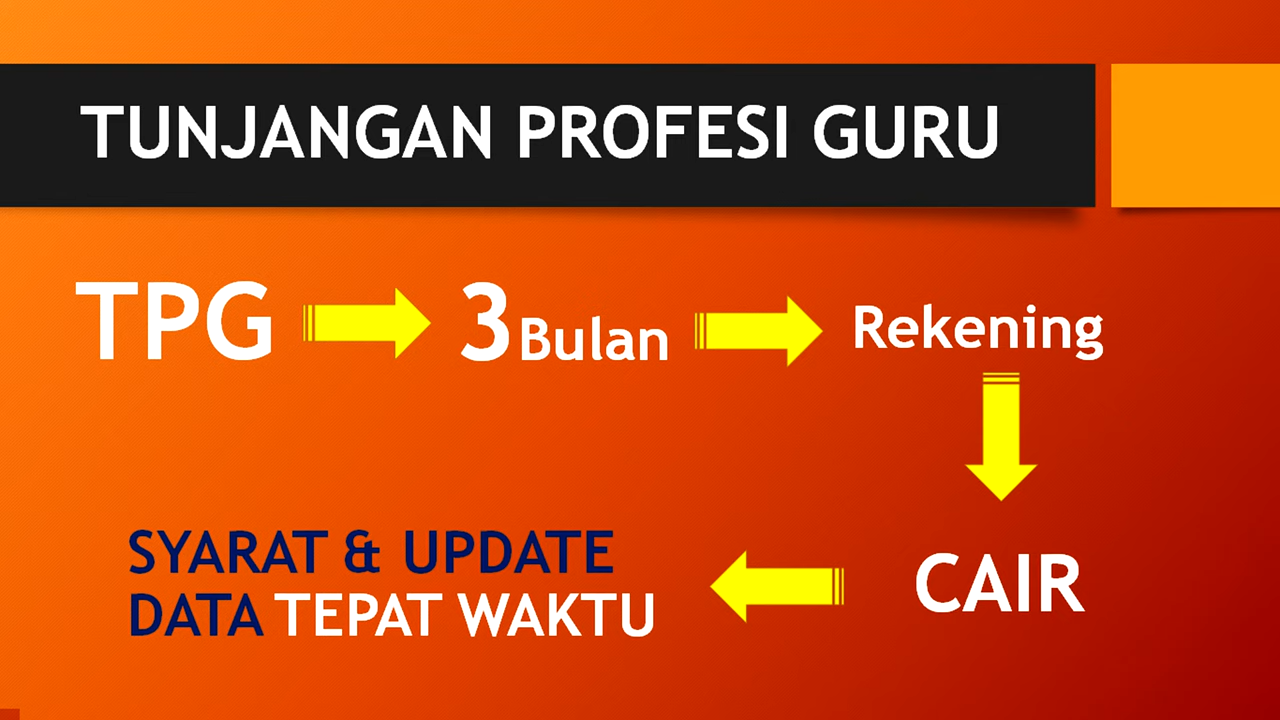 TUNJANGAN PROFESI GURU
TPG
3 Bulan
Rekening
CAIR
SYARAT & UPDATE
DATA TEPAT WAKTU